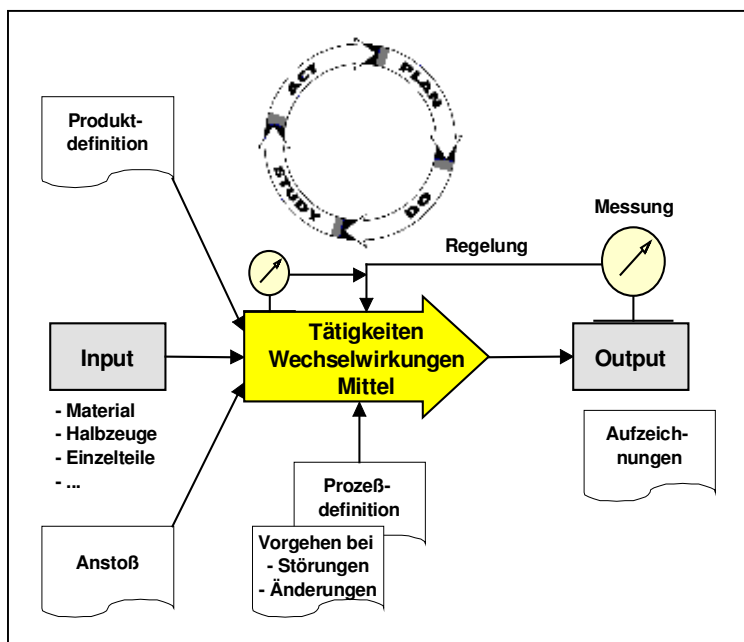 ACT
PLAN
DO
STUDY
Produkt-
definition
Messung
Regelung
Input
Tätigkeiten
Wechselwirkungen
Mittel
Output
- Material
- Halbzeuge
- Einzelteile
- ...
Aufzeich-
nungen
Prozeß-
definition
Anstoß
Vorgehen bei
- Störungen
- Änderungen